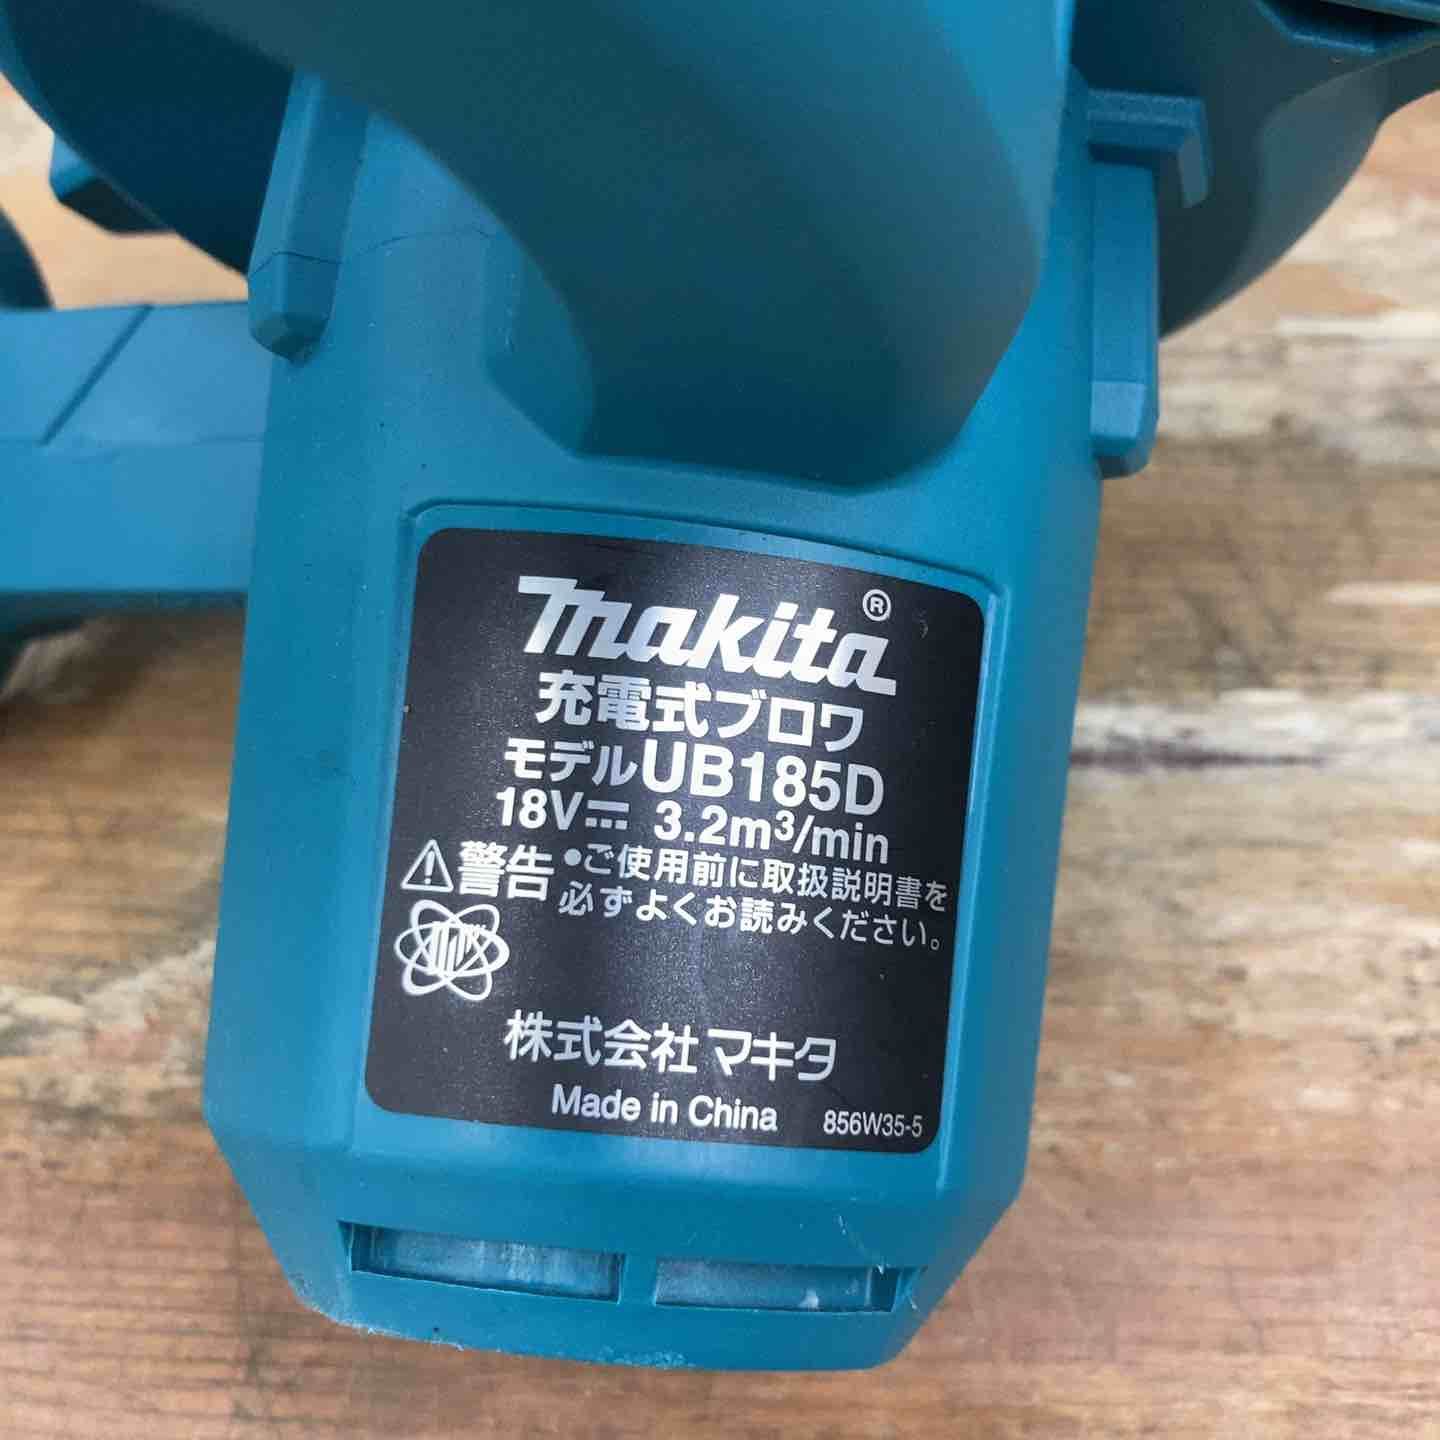 makita®
充電式ブロワ
モデルUB185D
18V⎓ 3.2m³/min
⚠警告 •ご使用前に取扱説明書を
必ずよくお読みください。
株式会社 マキタ
Made in China 856W35-5